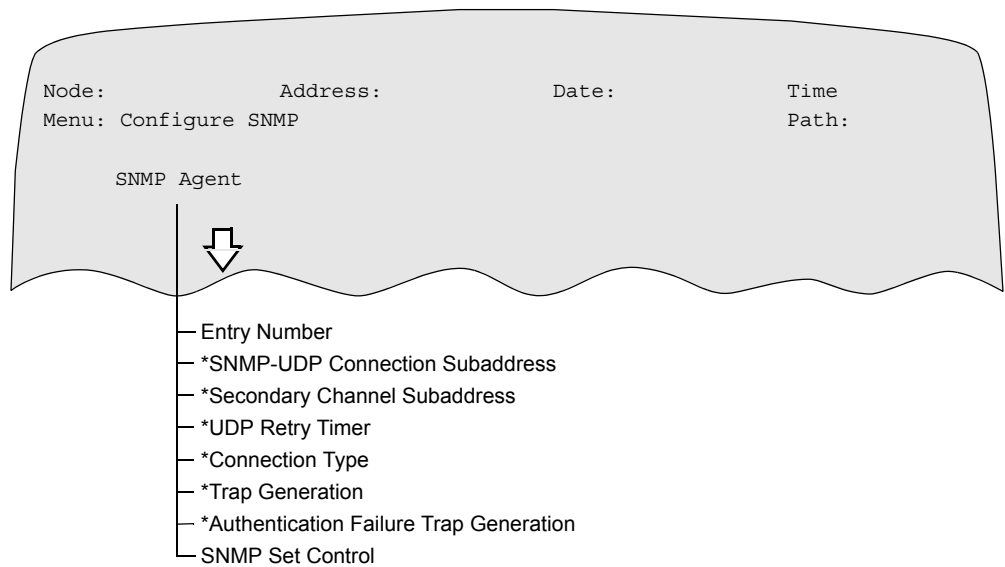 Node: Address: Date: Time
Menu: Configure SNMP Path:
SNMP Agent
Entry Number
*SNMP-UDP Connection Subaddress
*Secondary Channel Subaddress
*UDP Retry Timer
*Connection Type
*Trap Generation
*Authentication Failure Trap Generation
SNMP Set Control